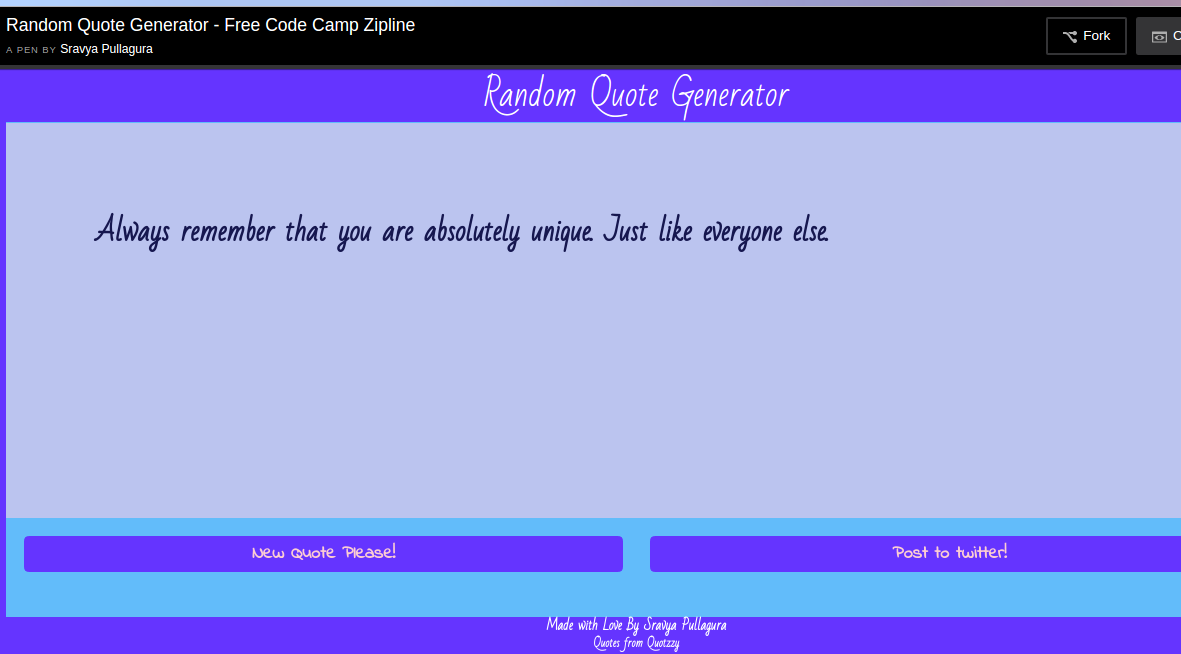 Random Quote Generator - Free Code Camp Zipline
A PEN BY Sravya Pullagura
Fork
Random Quote Generator
Always remember that you are absolutely unique. Just like everyone else.
New Quote Please!
Post to twitter!
Made with Love By Sravya Pullagura
Quotes from Quotzzy